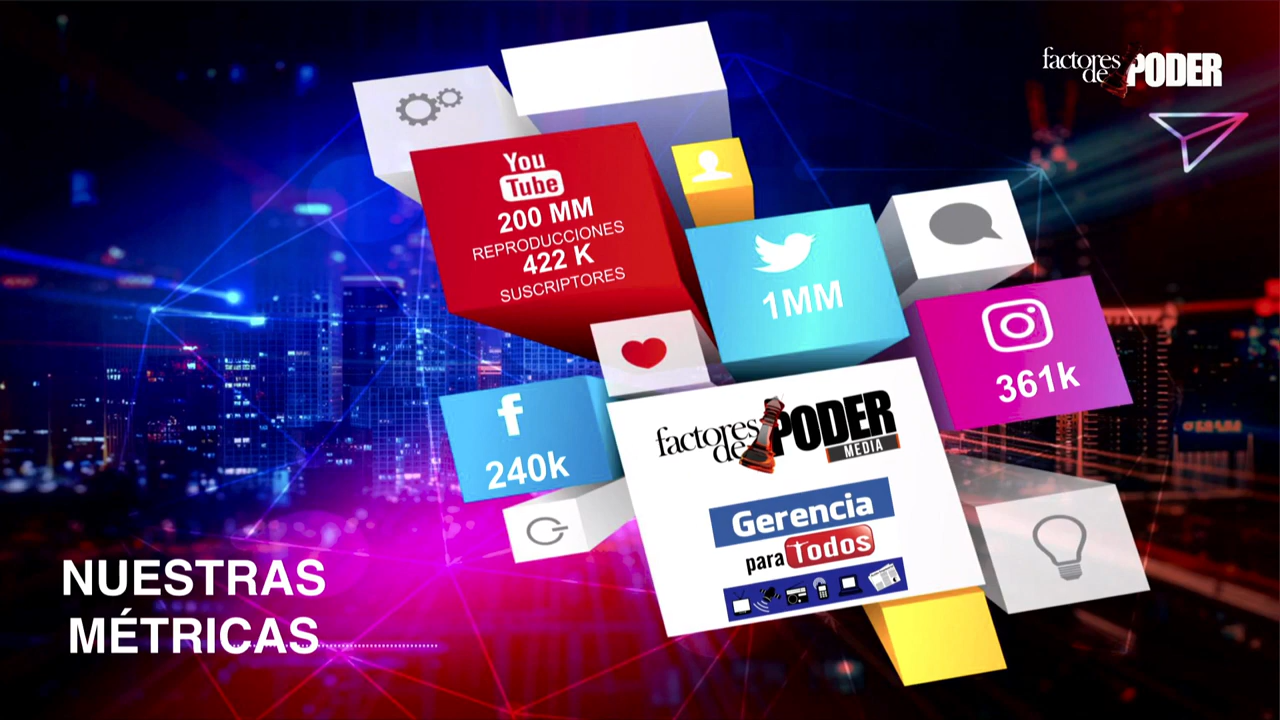 factores
de PODER
You
Tube
200 MM
REPRODUCCIONES
422 K
SUSCRIPTORES
1MM
361k
f
240k
factores
de PODER
MEDIA
Gerencia
para Todos
NUESTRAS
MÉTRICAS